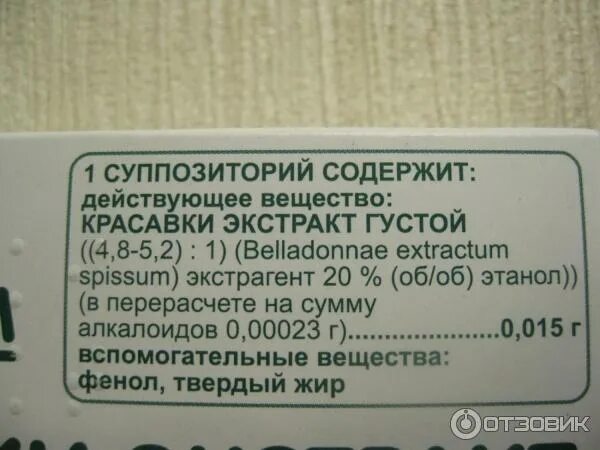 1 СУППОЗИТОРИЙ СОДЕРЖИТ:
действующее вещество:
КРАСАВКИ ЭКСТРАКТ ГУСТОЙ
((4,8-5,2) : 1) (Belladonnae extractum
spissum) экстрагент 20 % (об/об) этанол))
(в перерасчете на сумму
алкалоидов 0,00023 г)......................0,015 г
вспомогательные вещества:
фенол, твердый жир
ОТЗОВИК